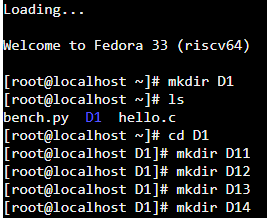 Loading...
Welcome to Fedora 33 (riscv64)
[root@localhost ~]# mkdir D1
[root@localhost ~]# ls
bench.py  D1  hello.c
[root@localhost ~]# cd D1
[root@localhost D1]# mkdir D11
[root@localhost D1]# mkdir D12
[root@localhost D1]# mkdir D13
[root@localhost D1]# mkdir D14